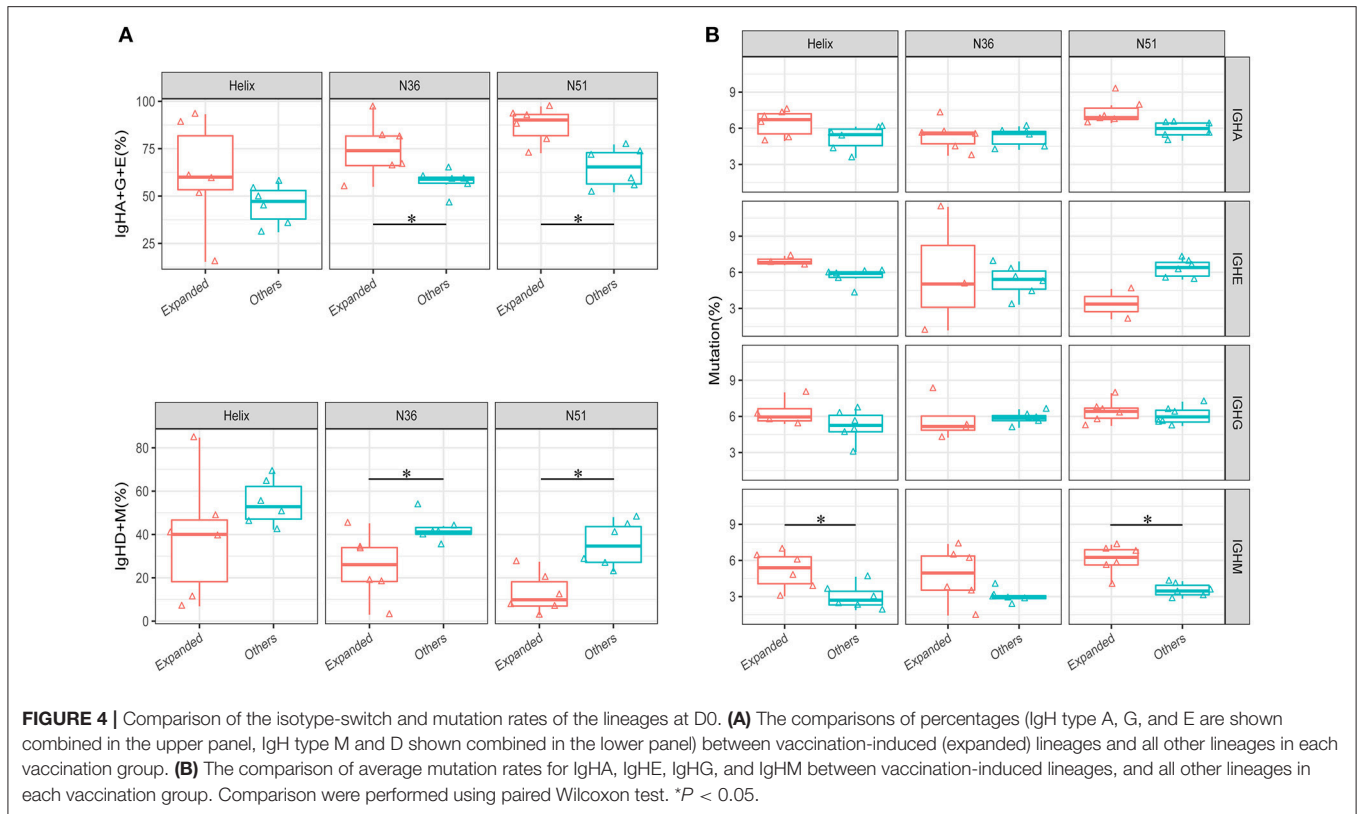 A
Helix N36 N51
IgHA+G+E(%)
100
75
50
25
* *
Expanded Others Expanded Others Expanded Others
Helix N36 N51
IgHD+M(%)
80
60
40
20
0
* *
Expanded Others Expanded Others Expanded Others
B
Helix N36 N51
Mutation(%)
9
6
3
IGHA
9
6
3
IGHE
9
6
3
IGHG
9
6
3
* *
IGHM
Expanded Others Expanded Others Expanded Others
FIGURE 4 | Comparison of the isotype-switch and mutation rates of the lineages at D0. (A) The comparisons of percentages (IgH type A, G, and E are shown
combined in the upper panel, IgH type M and D shown combined in the lower panel) between vaccination-induced (expanded) lineages and all other lineages in each
vaccination group. (B) The comparison of average mutation rates for IgHA, IgHE, IgHG, and IgHM between vaccination-induced lineages, and all other lineages in
each vaccination group. Comparison were performed using paired Wilcoxon test. *P < 0.05.